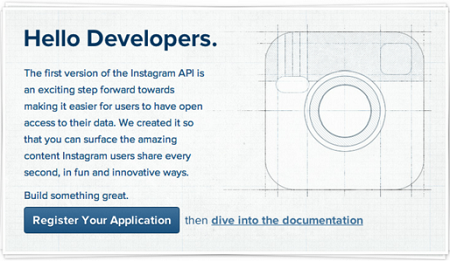 Hello Developers.
The first version of the Instagram API is
an exciting step forward towards
making it easier for users to have open
access to their data. We created it so
that you can surface the amazing
content Instagram users share every
second, in fun and innovative ways.
Build something great.
Register Your Application then dive into the documentation